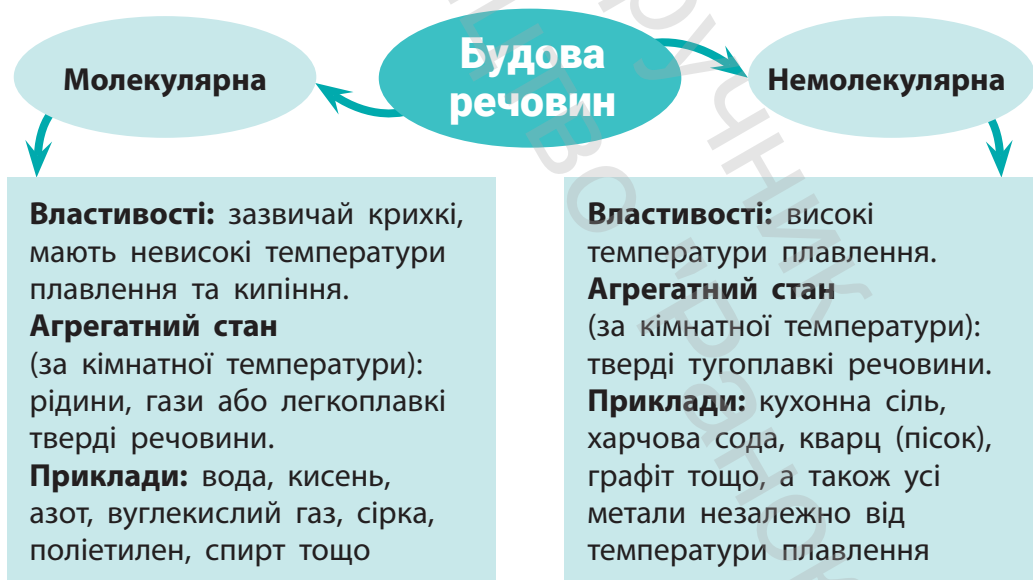 Будова
речовин
Молекулярна
Немолекулярна
Властивості: зазвичай крихкі,
мають невисокі температури
плавлення та кипіння.
Агрегатний стан
(за кімнатної температури):
рідини, гази або легкоплавкі
тверді речовини.
Приклади: вода, кисень,
азот, вуглекислий газ, сірка,
поліетилен, спирт тощо
Властивості: високі
температури плавлення.
Агрегатний стан
(за кімнатної температури):
тверді тугоплавкі речовини.
Приклади: кухонна сіль,
харчова сода, кварц (пісок),
графіт тощо, а також усі
метали незалежно від
температури плавлення